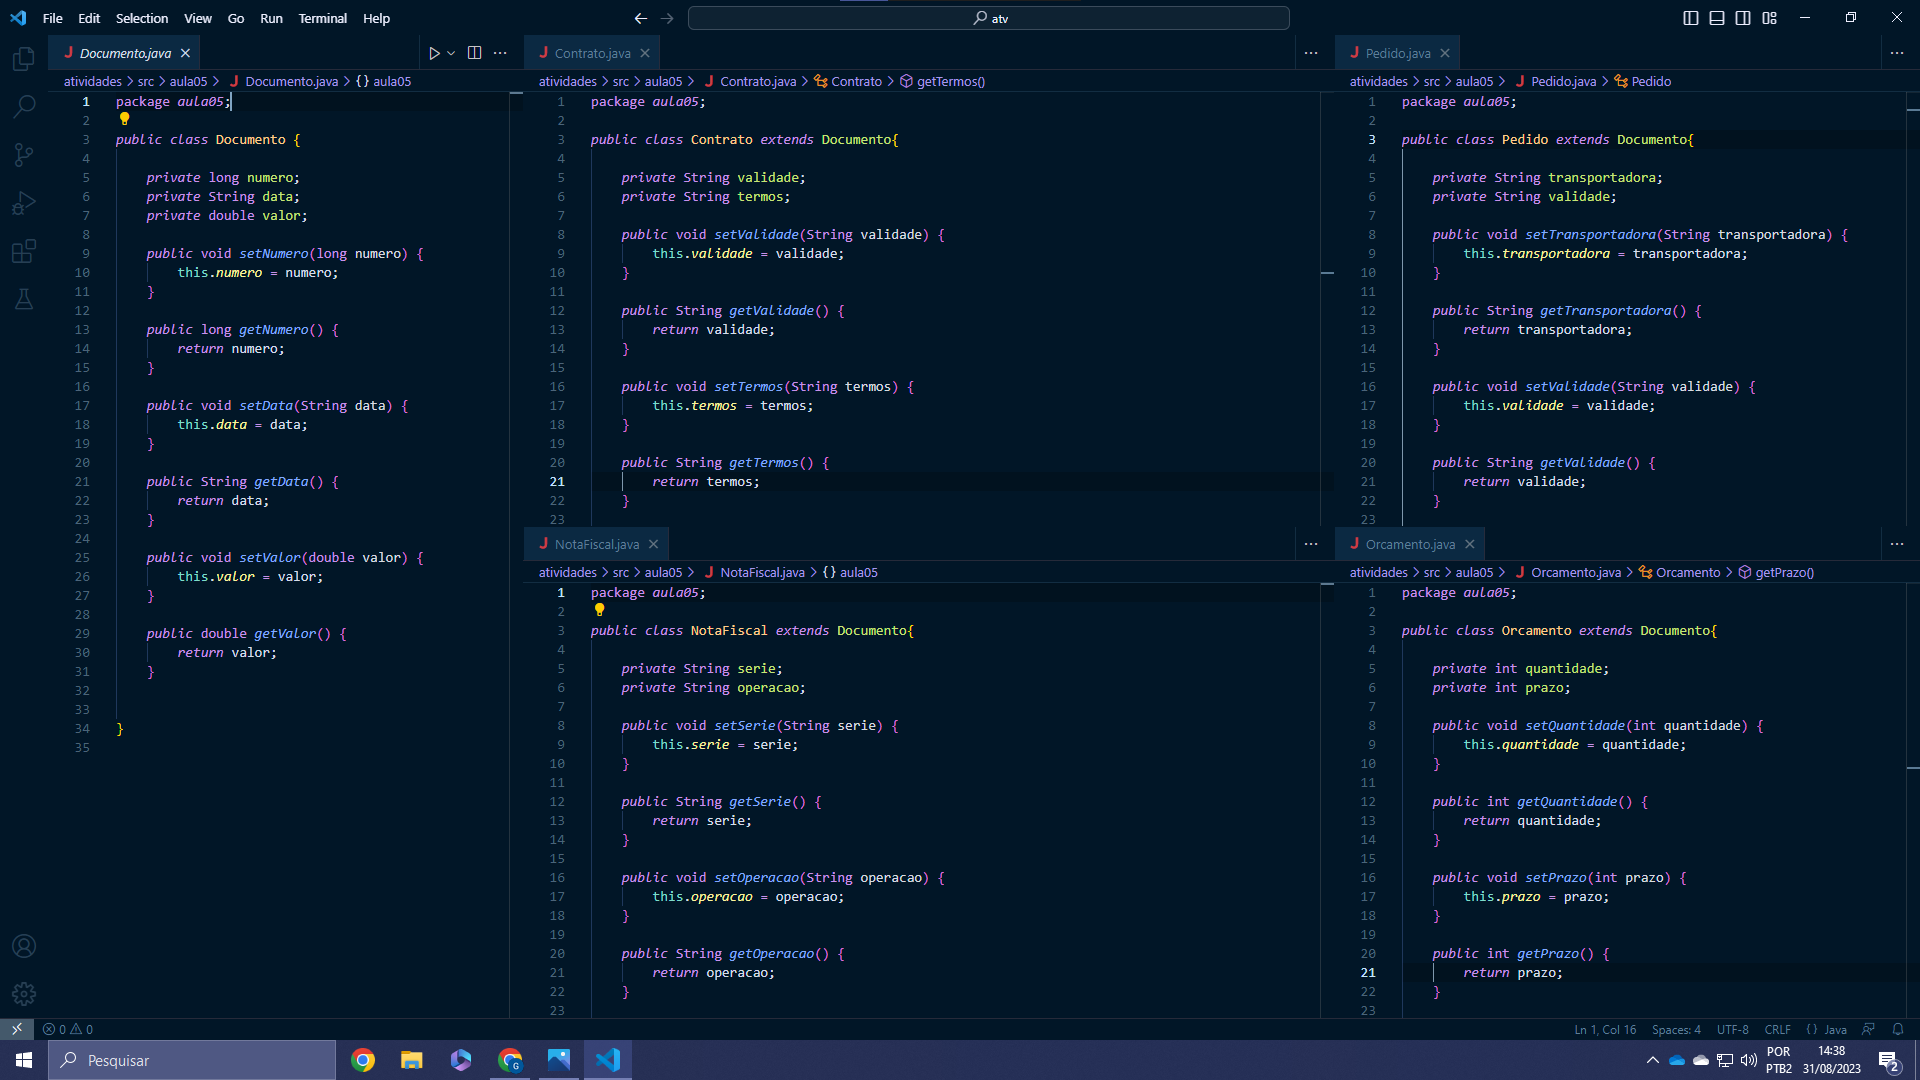 File Edit Selection View Go Run Terminal Help
atv
Documento.java
atividades > src > aula05 > J Documento.java > {} aula05
1 package aula05;
2
3 public class Documento {
4
5 private long numero;
6 private String data;
7 private double valor;
8
9 public void setNumero(long numero) {
10 this.numero = numero;
11 }
12
13 public long getNumero() {
14 return numero;
15 }
16
17 public void setData(String data) {
18 this.data = data;
19 }
20
21 public String getData() {
22 return data;
23 }
24
25 public void setValor(double valor) {
26 this.valor = valor;
27 }
28
29 public double getValor() {
30 return valor;
31 }
32
33
34 }
35
Contrato.java
atividades > src > aula05 > J Contrato.java > Contrato > getTermos()
1 package aula05;
2
3 public class Contrato extends Documento{
4
5 private String validade;
6 private String termos;
7
8 public void setValidade(String validade) {
9 this.validade = validade;
10 }
11
12 public String getValidade() {
13 return validade;
14 }
15
16 public void setTermos(String termos) {
17 this.termos = termos;
18 }
19
20 public String getTermos() {
21 return termos;
22 }
23
Pedido.java
atividades > src > aula05 > J Pedido.java > Pedido
1 package aula05;
2
3 public class Pedido extends Documento{
4
5 private String transportadora;
6 private String validade;
7
8 public void setTransportadora(String transportadora) {
9 this.transportadora = transportadora;
10 }
11
12 public String getTransportadora() {
13 return transportadora;
14 }
15
16 public void setValidade(String validade) {
17 this.validade = validade;
18 }
19
20 public String getValidade() {
21 return validade;
22 }
23
NotaFiscal.java
atividades > src > aula05 > J NotaFiscal.java > {} aula05
1 package aula05;
2
3 public class NotaFiscal extends Documento{
4
5 private String serie;
6 private String operacao;
7
8 public void setSerie(String serie) {
9 this.serie = serie;
10 }
11
12 public String getSerie() {
13 return serie;
14 }
15
16 public void setOperacao(String operacao) {
17 this.operacao = operacao;
18 }
19
20 public String getOperacao() {
21 return operacao;
22 }
23
Orcamento.java
atividades > src > aula05 > J Orcamento.java > Orcamento > getPrazo()
1 package aula05;
2
3 public class Orcamento extends Documento{
4
5 private int quantidade;
6 private int prazo;
7
8 public void setQuantidade(int quantidade) {
9 this.quantidade = quantidade;
10 }
11
12 public int getQuantidade() {
13 return quantidade;
14 }
15
16 public void setPrazo(int prazo) {
17 this.prazo = prazo;
18 }
19
20 public int getPrazo() {
21 return prazo;
22 }
23
0 0 Ln 1, Col 16 Spaces: 4 UTF-8 CRLF {} Java
Pesquisar
POR
PTB2
14:38
31/08/2023
2